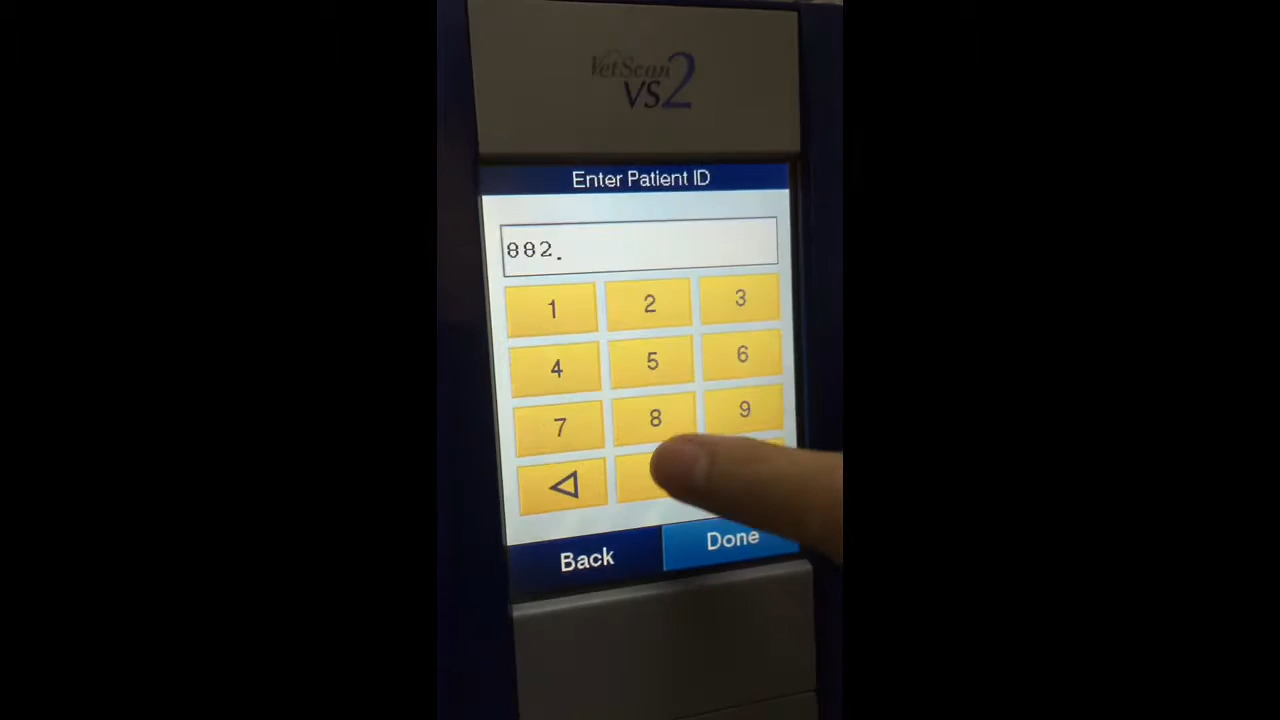 VetScan
VS2
Enter Patient ID
882.
1 2 3
4 5 6
7 8 9
Back Done